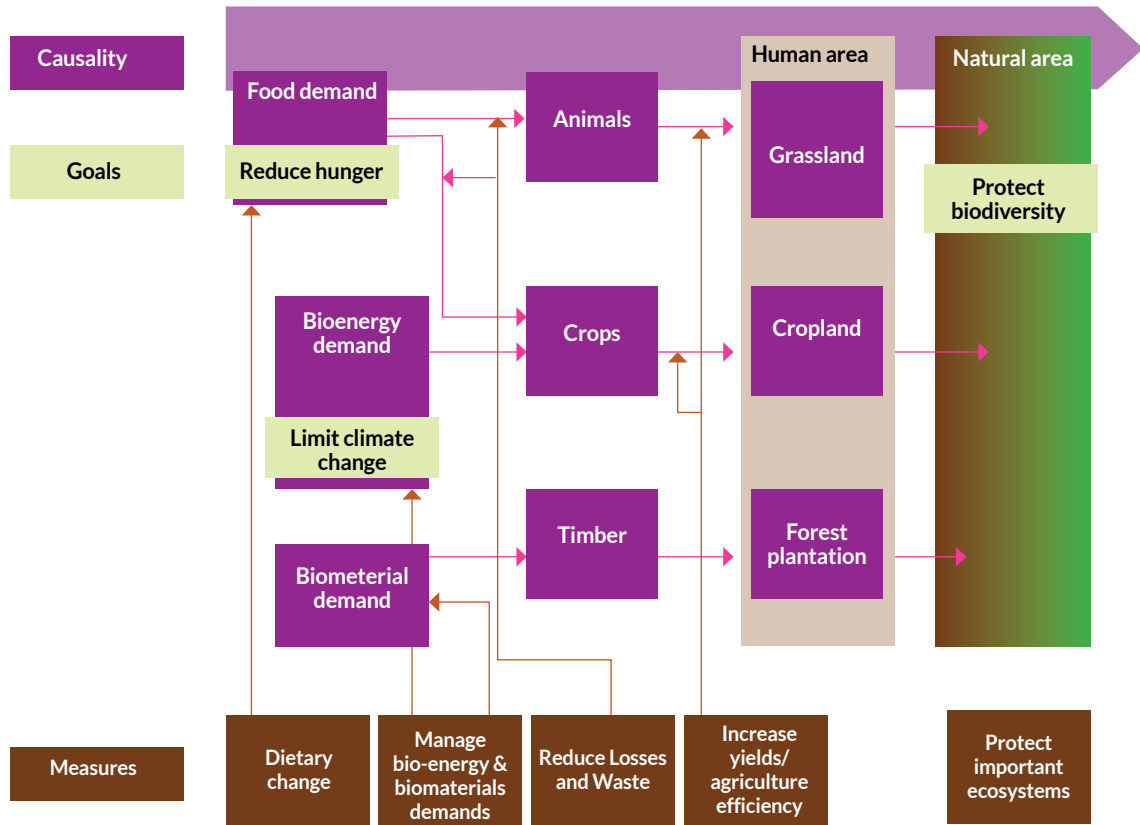 Causality
Food demand
Human area
Natural area
Animals
Grassland
Goals
Reduce hunger
Protect
biodiversity
Bioenergy
demand
Crops
Cropland
Limit climate
change
Timber
Forest
plantation
Biometerial
demand
Measures
Dietary
change
Manage
bio-energy &
biomaterials
demands
Reduce Losses
and Waste
Increase
yields/
agriculture
efficiency
Protect
important
ecosystems